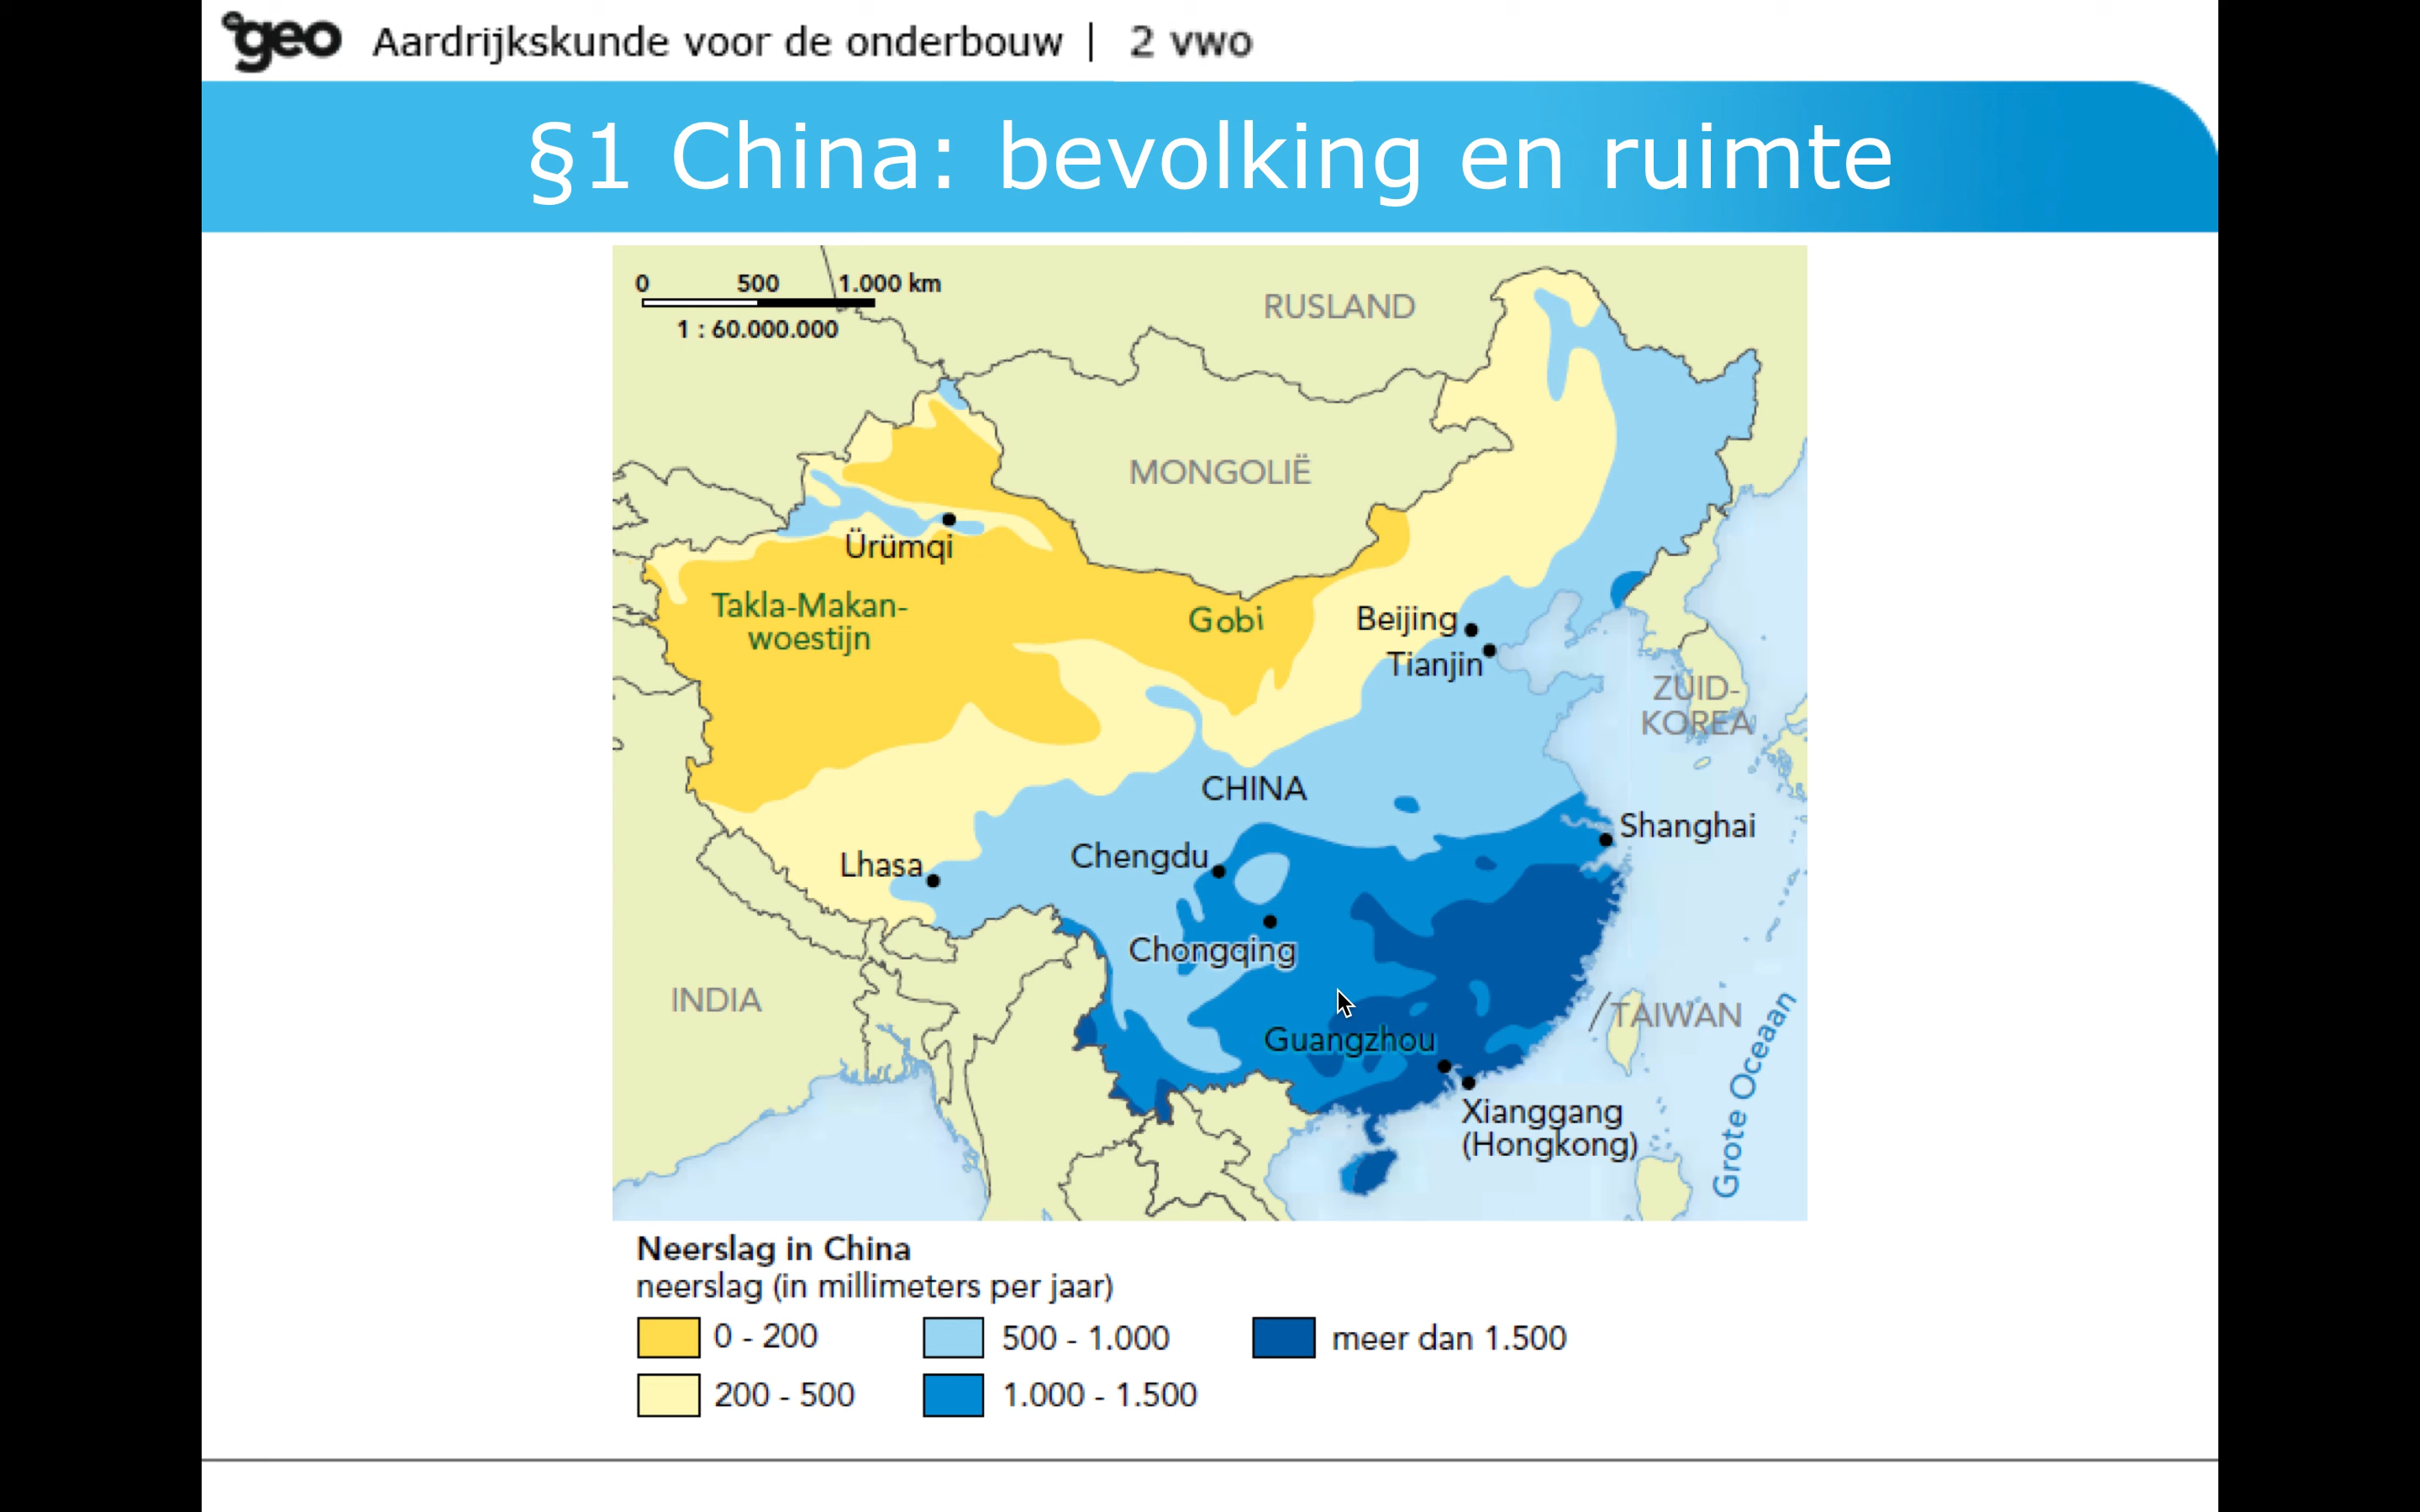 geo Aardrijkskunde voor de onderbouw | 2 vwo
§1 China: bevolking en ruimte
0 500 1.000 km
1 : 60.000.000
RUSLAND
MONGOLIË
Ürümqi
Takla-Makan-
woestijn
Gobi
Beijing
Tianjin
ZUID-
KOREA
CHINA
Shanghai
Chengdu
Lhasa
Chongqing
INDIA
TAIWAN
Guangzhou
Xianggang
(Hongkong)
Grote Oceaan
Neerslag in China
neerslag (in millimeters per jaar)
0 - 200 500 - 1.000 meer dan 1.500
200 - 500 1.000 - 1.500